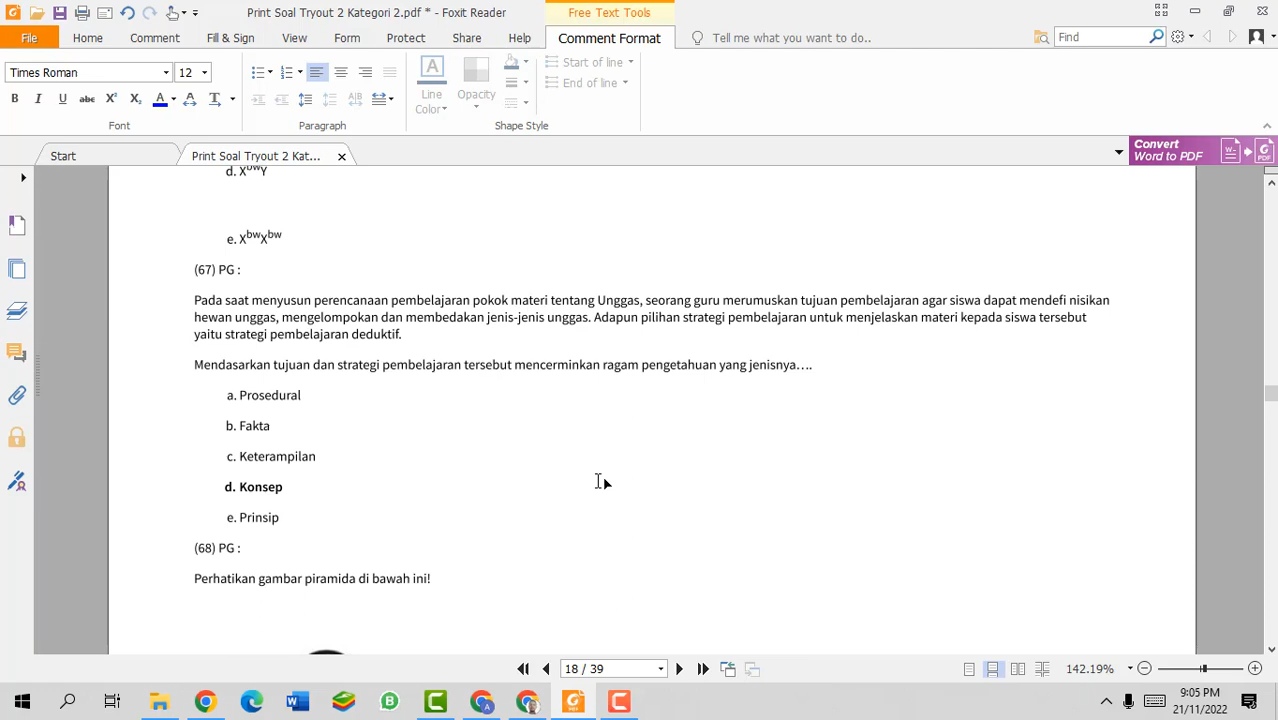 Print Soal Tryout 2 Kategori 2.pdf * - Foxit Reader
Free Text Tools
File
Home
Comment
Fill & Sign
View
Form
Protect
Share
Help
Comment Format
Tell me what you want to do..
Find
Times Roman
12
Start of line
End of line
Line Color
Opacity
B I U abc X² X₂ A A T
Font
Paragraph
Shape Style
Start
Print Soal Tryout 2 Kat...
Convert
Word to PDF
d. XᵇʷY
e. XᵇʷXᵇʷ
(67) PG :
Pada saat menyusun perencanaan pembelajaran pokok materi tentang Unggas, seorang guru merumuskan tujuan pembelajaran agar siswa dapat mendefi nisikan
hewan unggas, mengelompokan dan membedakan jenis-jenis unggas. Adapun pilihan strategi pembelajaran untuk menjelaskan materi kepada siswa tersebut
yaitu strategi pembelajaran deduktif.
Mendasarkan tujuan dan strategi pembelajaran tersebut mencerminkan ragam pengetahuan yang jenisnya….
a. Prosedural
b. Fakta
c. Keterampilan
d. Konsep
e. Prinsip
(68) PG :
Perhatikan gambar piramida di bawah ini!
18 / 39
142.19%
9:05 PM
21/11/2022